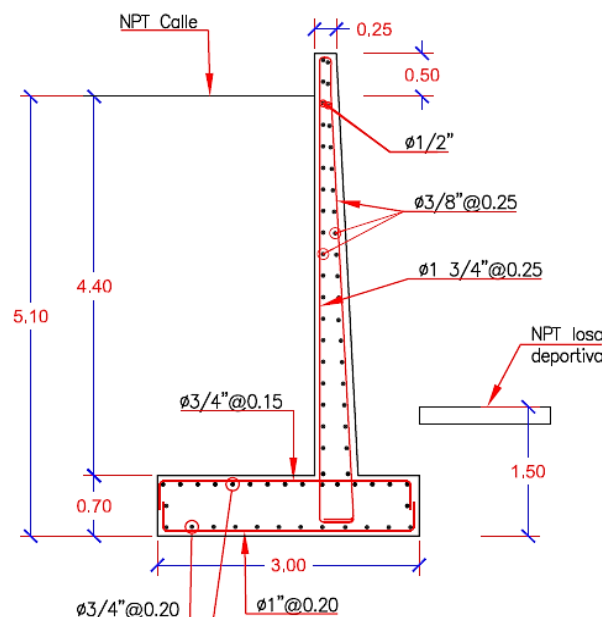 NPT Calle
0,25
0.50
ø1/2"
ø3/8"@0.25
ø1 3/4"@0.25
4.40
5,10
NPT losa
deportiva
ø3/4"@0.15
1.50
0.70
3,00
ø3/4"@0.20
ø1"@0.20